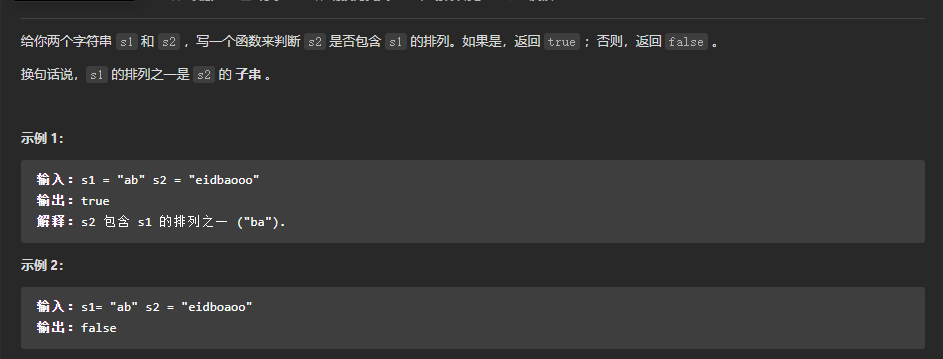 给你两个字符串 s1 和 s2 ，写一个函数来判断 s2 是否包含 s1 的排列。如果是，返回 true ；否则，返回 false 。
换句话说，s1 的排列之一是 s2 的 子串 。
示例 1：
输入：s1 = "ab" s2 = "eidbaooo"
输出：true
解释：s2 包含 s1 的排列之一 ("ba").
示例 2：
输入：s1= "ab" s2 = "eidboaoo"
输出：false